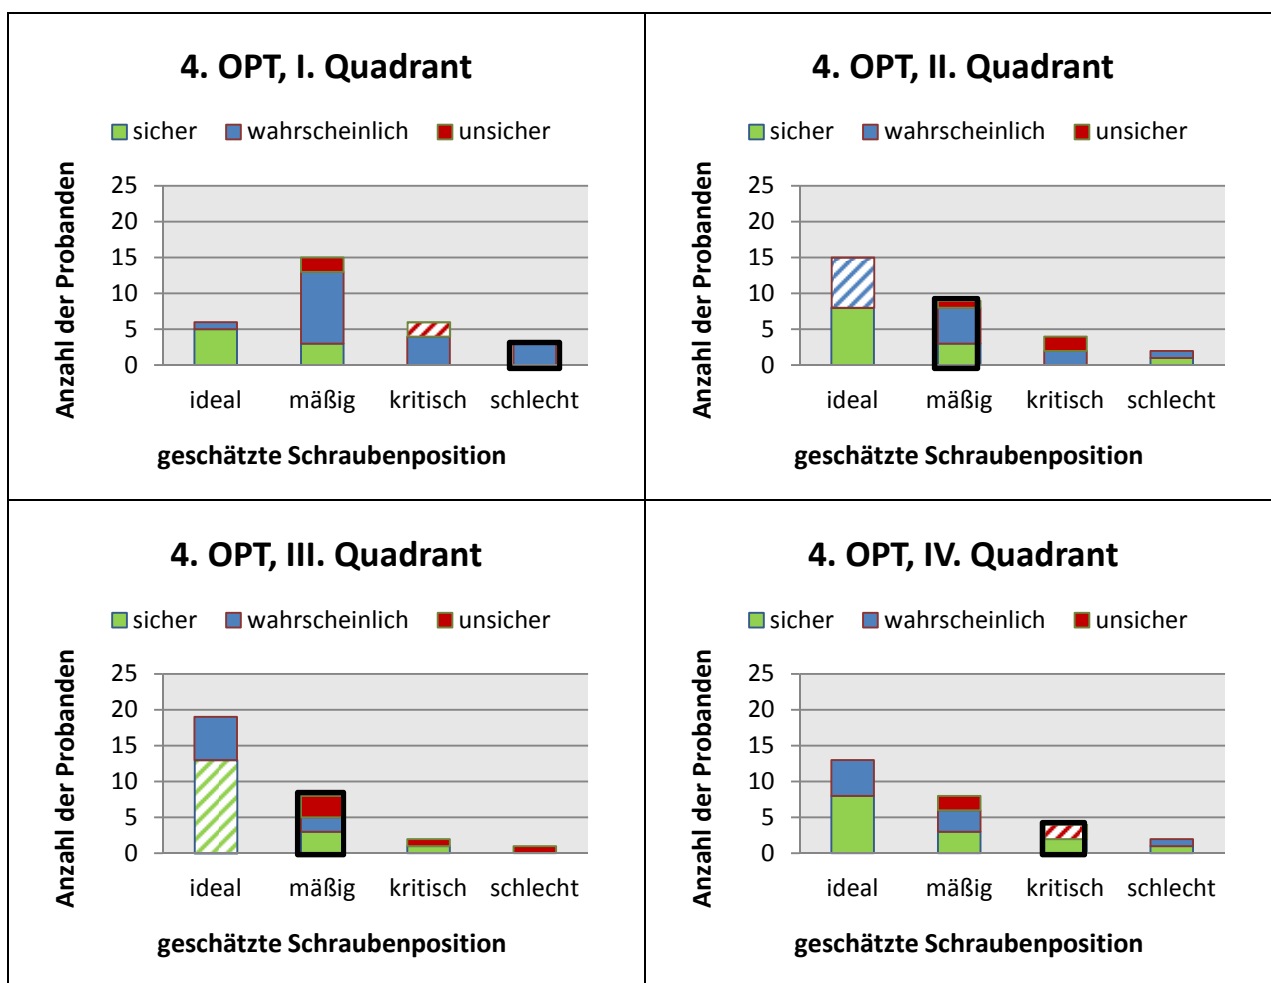 4. OPT, I. Quadrant
sicher wahrscheinlich unsicher
Anzahl der Probanden
25
20
15
10
5
0
ideal mäßig kritisch schlecht
geschätzte Schraubenposition
4. OPT, II. Quadrant
sicher wahrscheinlich unsicher
Anzahl der Probanden
25
20
15
10
5
0
ideal mäßig kritisch schlecht
geschätzte Schraubenposition
4. OPT, III. Quadrant
sicher wahrscheinlich unsicher
Anzahl der Probanden
25
20
15
10
5
0
ideal mäßig kritisch schlecht
geschätzte Schraubenposition
4. OPT, IV. Quadrant
sicher wahrscheinlich unsicher
Anzahl der Probanden
25
20
15
10
5
0
ideal mäßig kritisch schlecht
geschätzte Schraubenposition